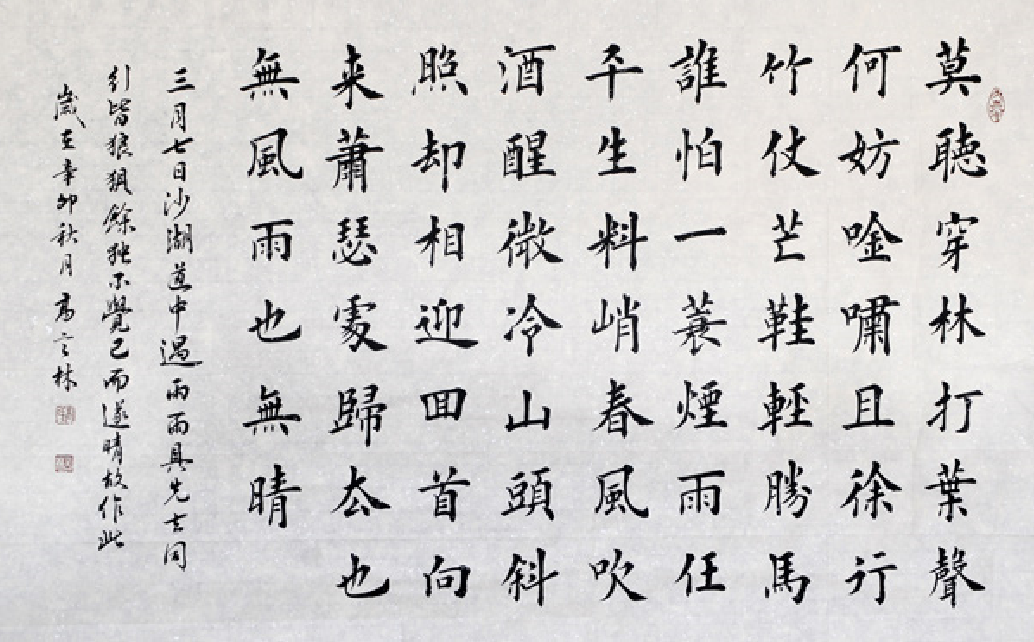 莫聽穿林打葉聲
何妨唫嘯且徐行
竹仗芒鞋輕勝馬
誰怕一蓑煙雨任
平生料峭春風吹
酒醒微冷山頭斜
照却相迎回首向
来蕭瑟處歸去也
無風雨也無晴
三月七日沙湖道中遇雨雨具先去同
行皆狼狽餘独不覺已而遂晴故作此
歲在辛卯秋月高林